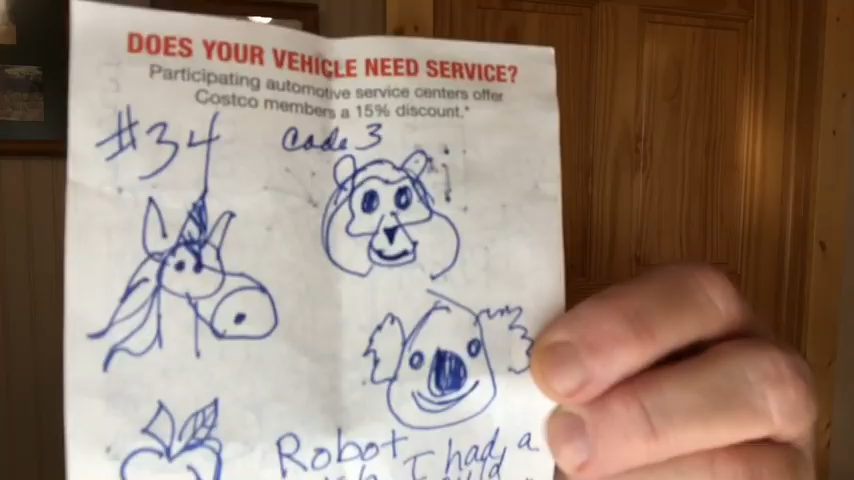 DOES YOUR VEHICLE NEED SERVICE?
Participating automotive service centers offer
Costco members a 15% discount.*
#34 code 3
Robot I had a